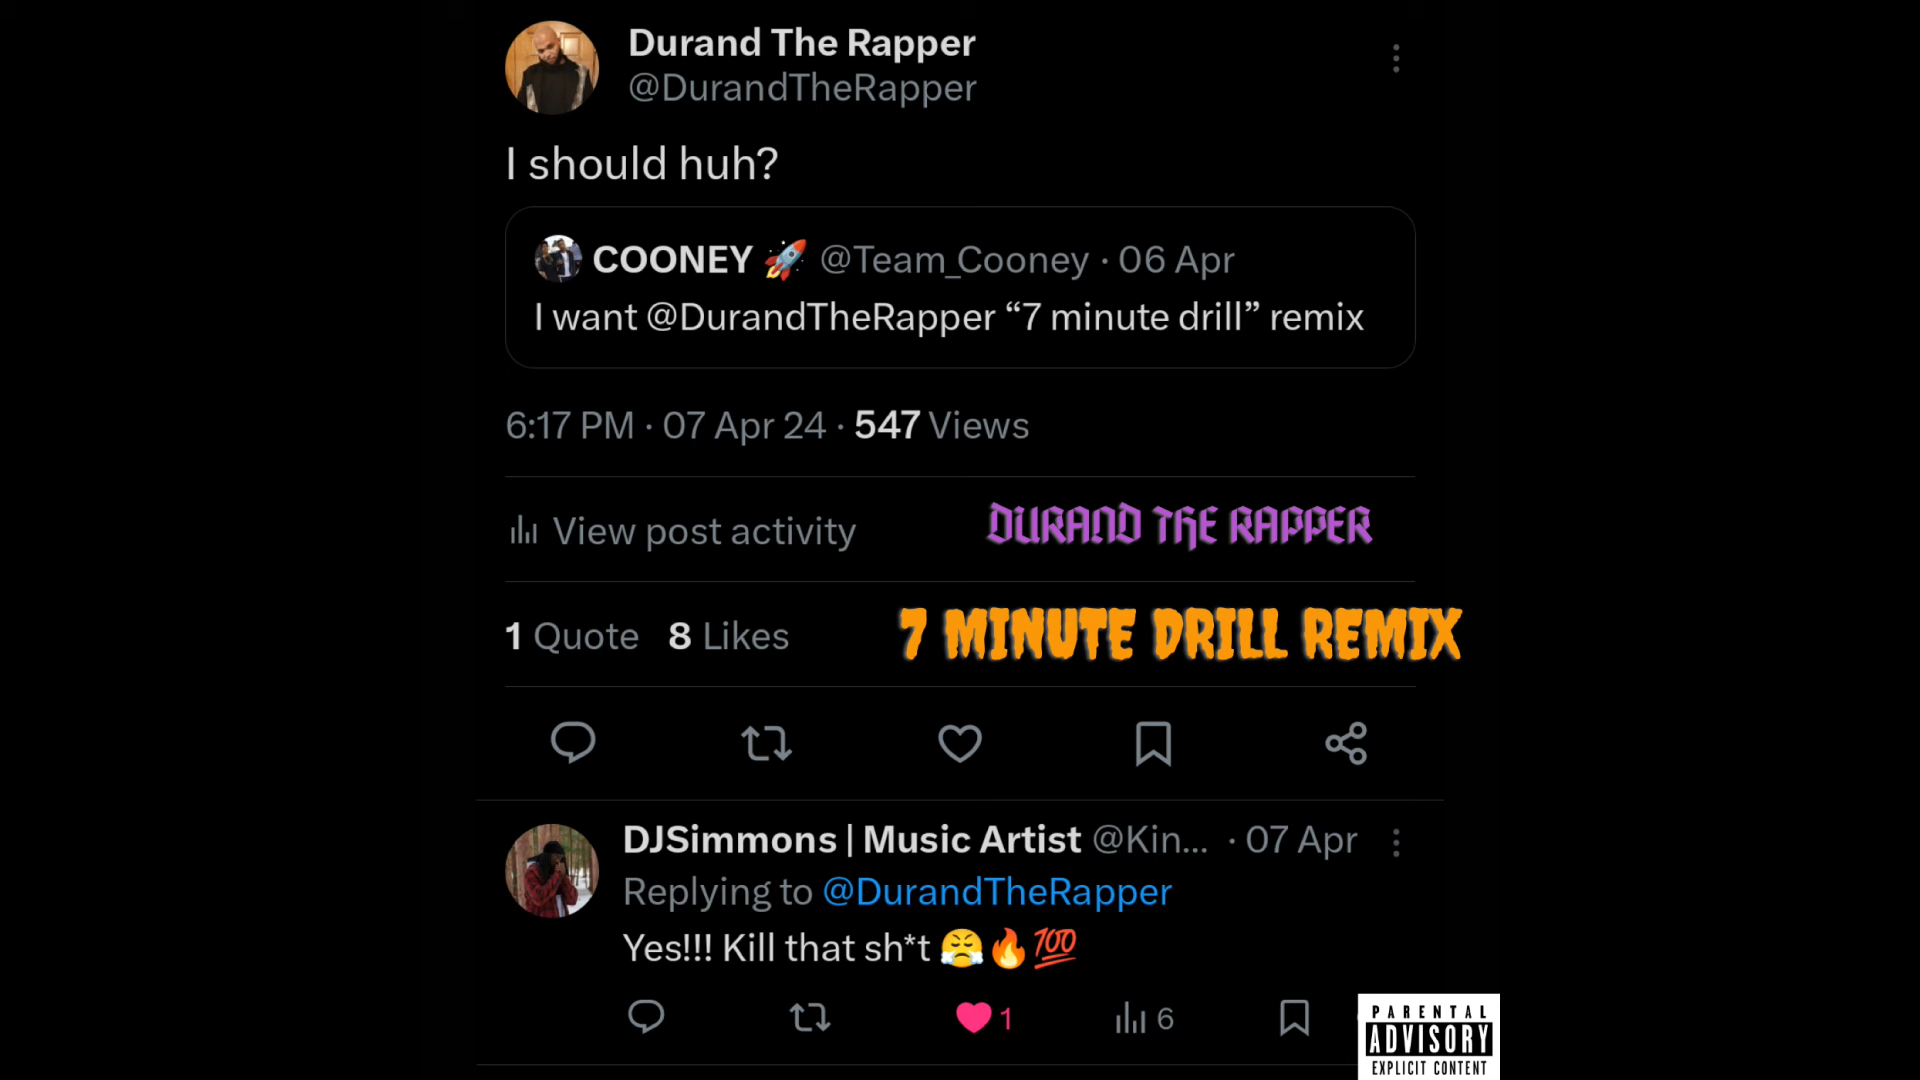 Durand The Rapper
@DurandTheRapper
I should huh?
COONEY 🚀 @Team_Cooney · 06 Apr
I want @DurandTheRapper “7 minute drill” remix
6:17 PM · 07 Apr 24 · 547 Views
View post activity
DURAND THE RAPPER
1 Quote 8 Likes
7 MINUTE DRILL REMIX
DJSimmons | Music Artist @Kin... · 07 Apr
Replying to @DurandTheRapper
Yes!!! Kill that sh*t 😤🔥💯
1 6
PARENTAL
ADVISORY
EXPLICIT CONTENT